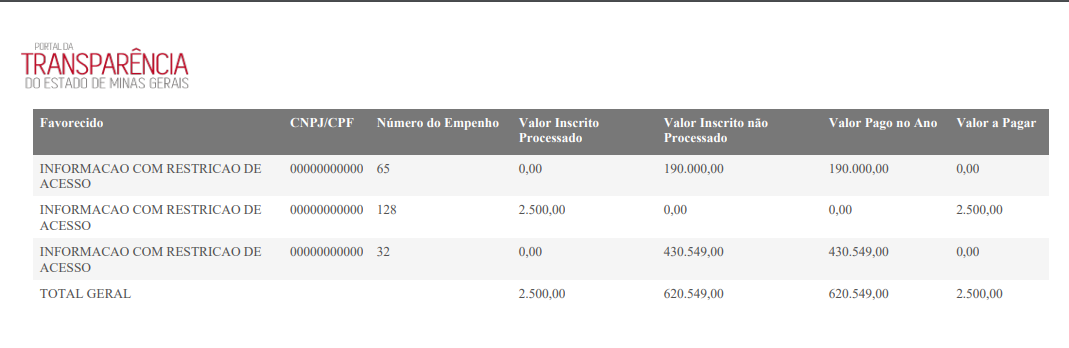 PORTAL DA
TRANSPARÊNCIA
DO ESTADO DE MINAS GERAIS
Favorecido CNPJ/CPF Número do Empenho Valor Inscrito Processado Valor Inscrito não Processado Valor Pago no Ano Valor a Pagar
INFORMACAO COM RESTRICAO DE ACESSO 00000000000 65 0,00 190.000,00 190.000,00 0,00
INFORMACAO COM RESTRICAO DE ACESSO 00000000000 128 2.500,00 0,00 0,00 2.500,00
INFORMACAO COM RESTRICAO DE ACESSO 00000000000 32 0,00 430.549,00 430.549,00 0,00
TOTAL GERAL 2.500,00 620.549,00 620.549,00 2.500,00